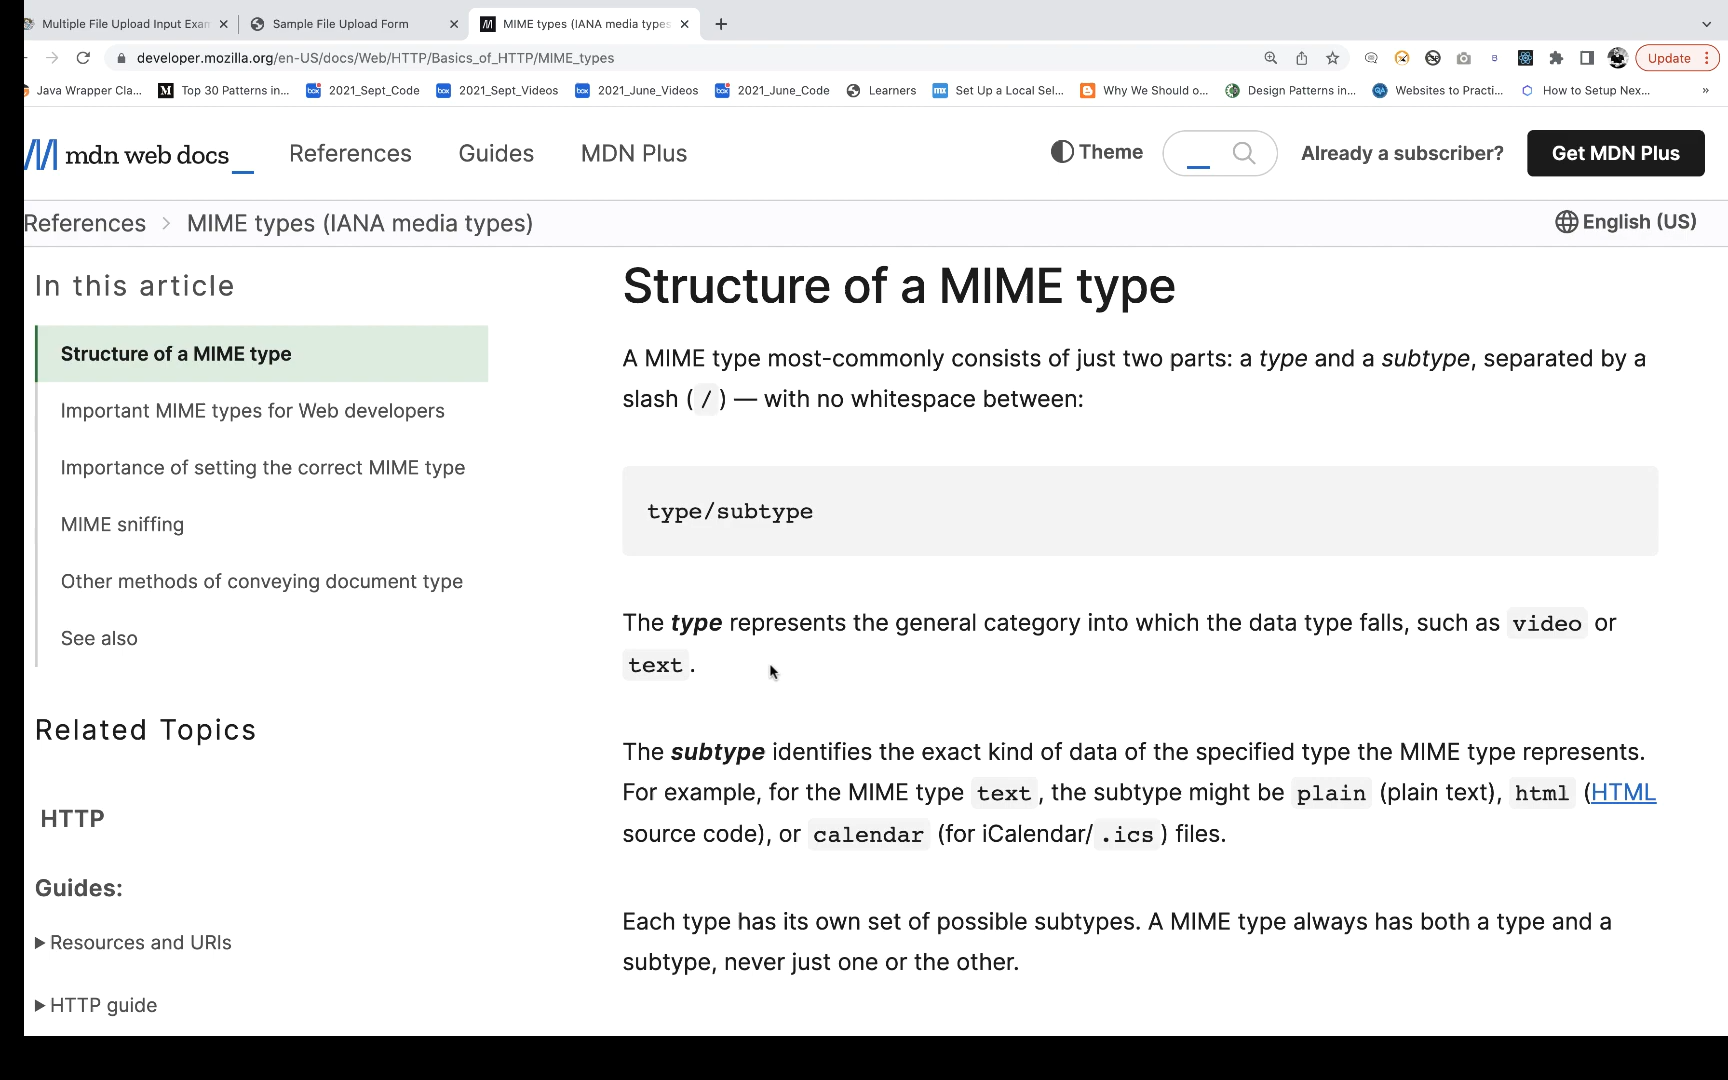 Multiple File Upload Input Exam
Sample File Upload Form
MIME types (IANA media types
developer.mozilla.org/en-US/docs/Web/HTTP/Basics_of_HTTP/MIME_types
Update
Java Wrapper Cla...
Top 30 Patterns in...
2021_Sept_Code
2021_Sept_Videos
2021_June_Videos
2021_June_Code
Learners
Set Up a Local Sel...
Why We Should o...
Design Patterns in...
Websites to Practi...
How to Setup Nex...
»
mdn web docs_
References
Guides
MDN Plus
Theme
Already a subscriber?
Get MDN Plus
References > MIME types (IANA media types)
English (US)
In this article
Structure of a MIME type
Important MIME types for Web developers
Importance of setting the correct MIME type
MIME sniffing
Other methods of conveying document type
See also
Related Topics
HTTP
Guides:
Resources and URIs
HTTP guide
Structure of a MIME type
A MIME type most-commonly consists of just two parts: a type and a subtype, separated by a
slash ( / ) — with no whitespace between:
type/subtype
The type represents the general category into which the data type falls, such as video or
text .
The subtype identifies the exact kind of data of the specified type the MIME type represents.
For example, for the MIME type text , the subtype might be plain (plain text), html (HTML
source code), or calendar (for iCalendar/ .ics ) files.
Each type has its own set of possible subtypes. A MIME type always has both a type and a
subtype, never just one or the other.